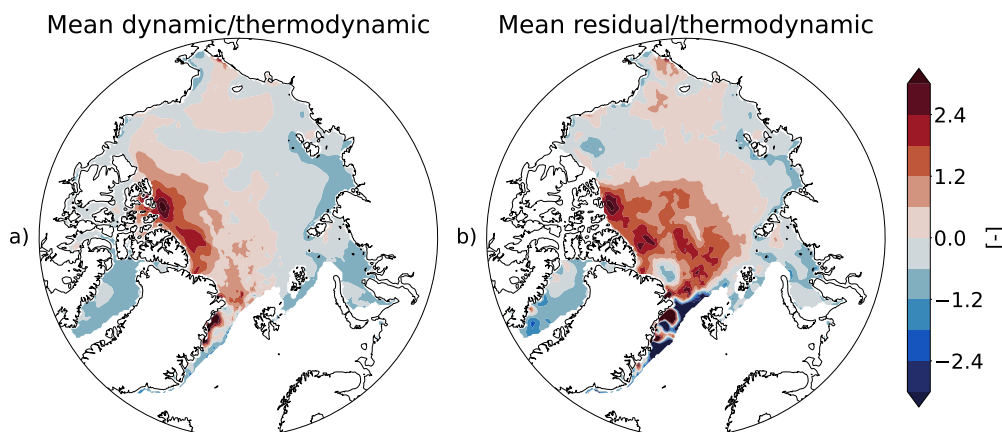 Mean dynamic/thermodynamic
Mean residual/thermodynamic
a)
b)
2.4
1.2
0.0
−1.2
−2.4
[-]